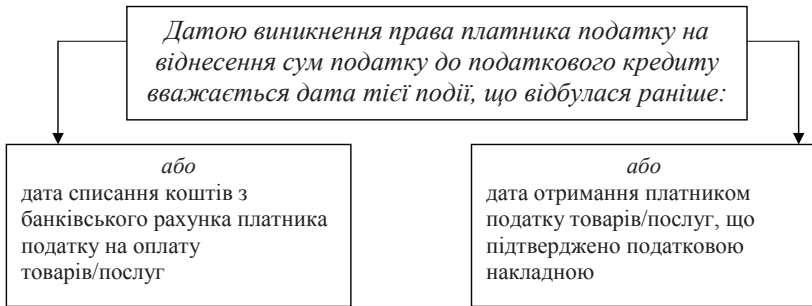 Датою виникнення права платника податку на
віднесення сум податку до податкового кредиту
вважається дата тієї події, що відбулася раніше:
або
дата списання коштів з
банківського рахунка платника
податку на оплату
товарів/послуг
або
дата отримання платником
податку товарів/послуг, що
підтверджено податковою
накладною